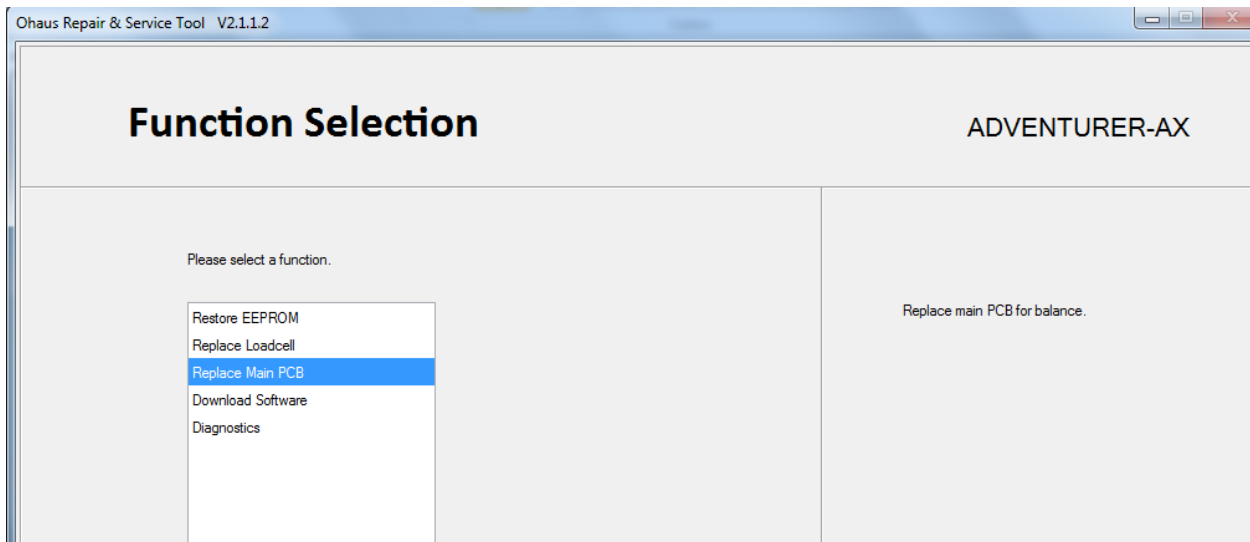 Ohaus Repair & Service Tool V2.1.1.2
Function Selection
ADVENTURER-AX
Please select a function.
Restore EEPROM
Replace Loadcell
Replace Main PCB
Download Software
Diagnostics
Replace main PCB for balance.